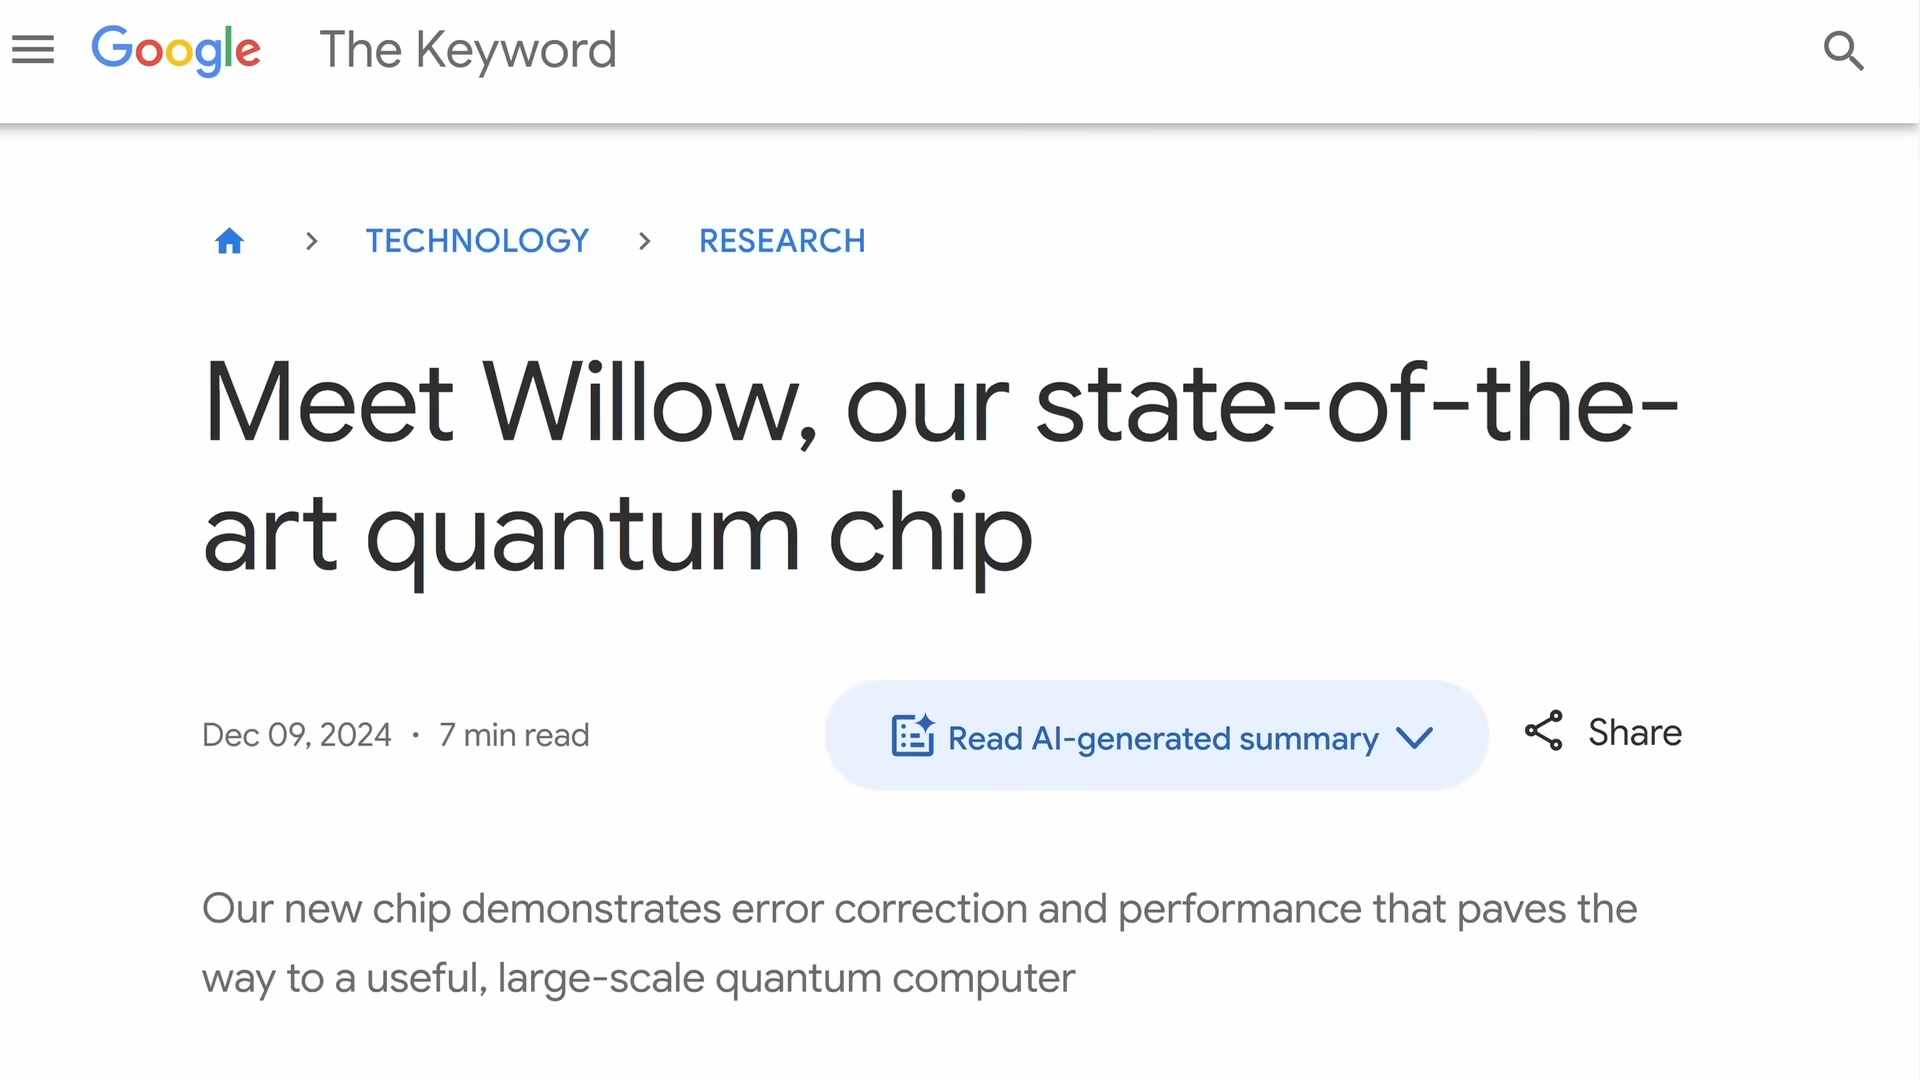 Google The Keyword
TECHNOLOGY > RESEARCH
Meet Willow, our state-of-the-
art quantum chip
Dec 09, 2024 • 7 min read
Read AI-generated summary
Share
Our new chip demonstrates error correction and performance that paves the
way to a useful, large-scale quantum computer